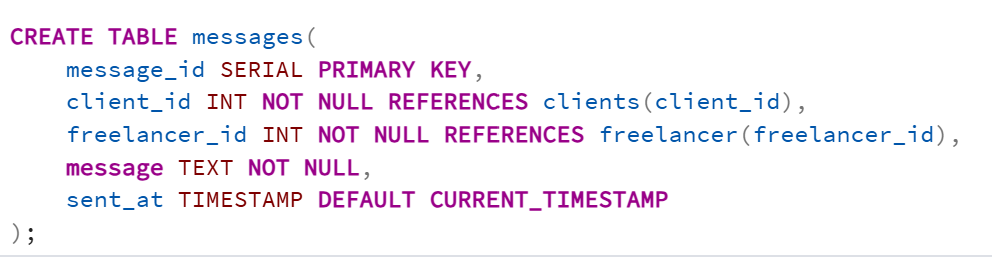 CREATE TABLE messages(
message_id SERIAL PRIMARY KEY,
client_id INT NOT NULL REFERENCES clients(client_id),
freelancer_id INT NOT NULL REFERENCES freelancer(freelancer_id),
message TEXT NOT NULL,
sent_at TIMESTAMP DEFAULT CURRENT_TIMESTAMP
);